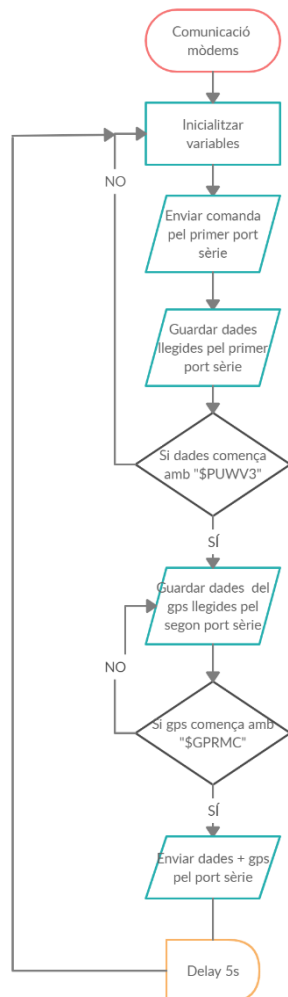 Comunicació
mòdems
Inicialitzar
variables
NO
Enviar comanda
pel primer port
sèrie
Guardar dades
llegides pel primer
port sèrie
Si dades comença
amb "$PUWV3"
SÍ
Guardar dades del
gps llegides pel
segon port sèrie
NO
Si gps comença amb
"$GPRMC"
SÍ
Enviar dades + gps
pel port sèrie
Delay 5s